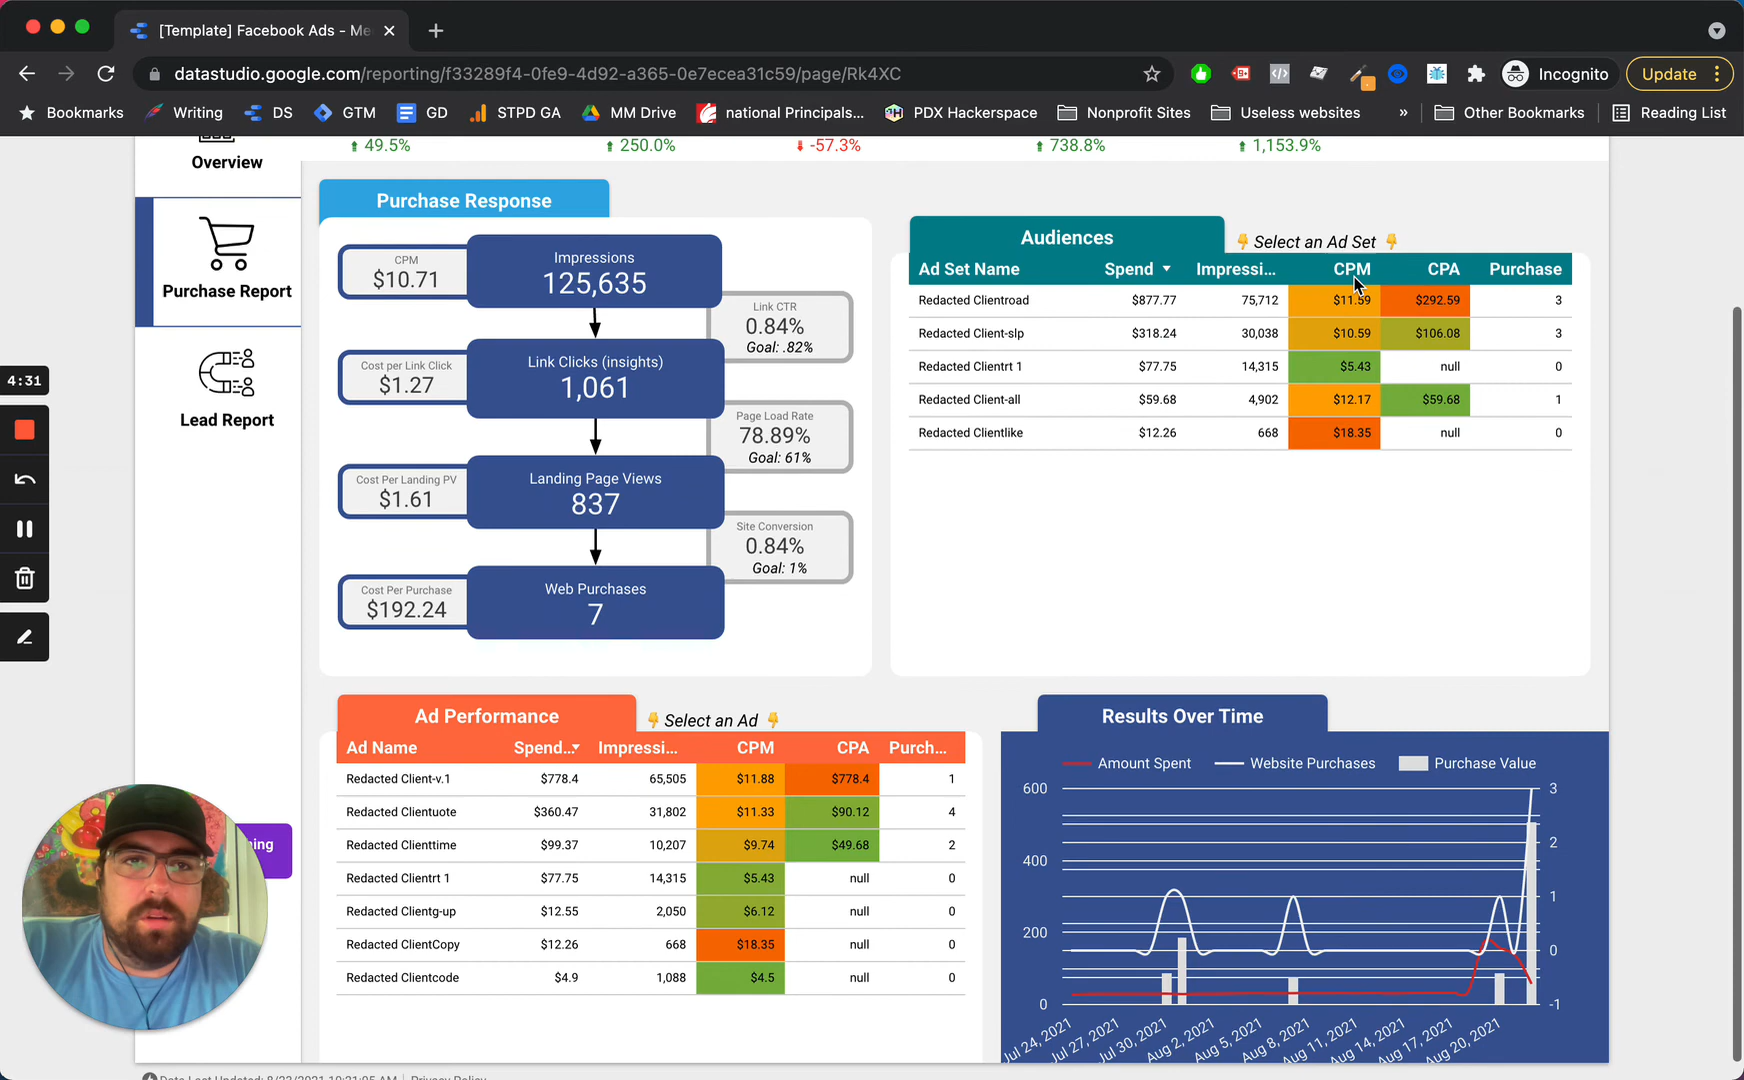 [Template] Facebook Ads - Me
datastudio.google.com/reporting/f33289f4-0fe9-4d92-a365-0e7ecea31c59/page/Rk4XC
Incognito
Update
Bookmarks
Writing
DS
GTM
GD
STPD GA
MM Drive
national Principals...
PDX Hackerspace
Nonprofit Sites
Useless websites
»
Other Bookmarks
Reading List
49.5%
250.0%
-57.3%
738.8%
1,153.9%
Overview
Purchase Report
Lead Report
4:31
Purchase Response
CPM
$10.71
Impressions
125,635
Link CTR
0.84%
Goal: .82%
Cost per Link Click
$1.27
Link Clicks (insights)
1,061
Page Load Rate
78.89%
Goal: 61%
Cost Per Landing PV
$1.61
Landing Page Views
837
Site Conversion
0.84%
Goal: 1%
Cost Per Purchase
$192.24
Web Purchases
7
Audiences
Select an Ad Set
Ad Set Name Spend Impressi... CPM CPA Purchase
Redacted Clientroad $877.77 75,712 $11.59 $292.59 3
Redacted Client-slp $318.24 30,038 $10.59 $106.08 3
Redacted Clientrt 1 $77.75 14,315 $5.43 null 0
Redacted Client-all $59.68 4,902 $12.17 $59.68 1
Redacted Clientlike $12.26 668 $18.35 null 0
Ad Performance
Select an Ad
Ad Name Spend... Impressi... CPM CPA Purch...
Redacted Client-v.1 $778.4 65,505 $11.88 $778.4 1
Redacted Clientuote $360.47 31,802 $11.33 $90.12 4
Redacted Clienttime $99.37 10,207 $9.74 $49.68 2
Redacted Clientrt 1 $77.75 14,315 $5.43 null 0
Redacted Clientg-up $12.55 2,050 $6.12 null 0
Redacted ClientCopy $12.26 668 $18.35 null 0
Redacted Clientcode $4.9 1,088 $4.5 null 0
ing
Results Over Time
Amount Spent Website Purchases Purchase Value
600
400
200
0
3
2
1
0
-1
Jul 24, 2021
Jul 27, 2021
Jul 30, 2021
Aug 2, 2021
Aug 5, 2021
Aug 8, 2021
Aug 11, 2021
Aug 14, 2021
Aug 17, 2021
Aug 20, 2021